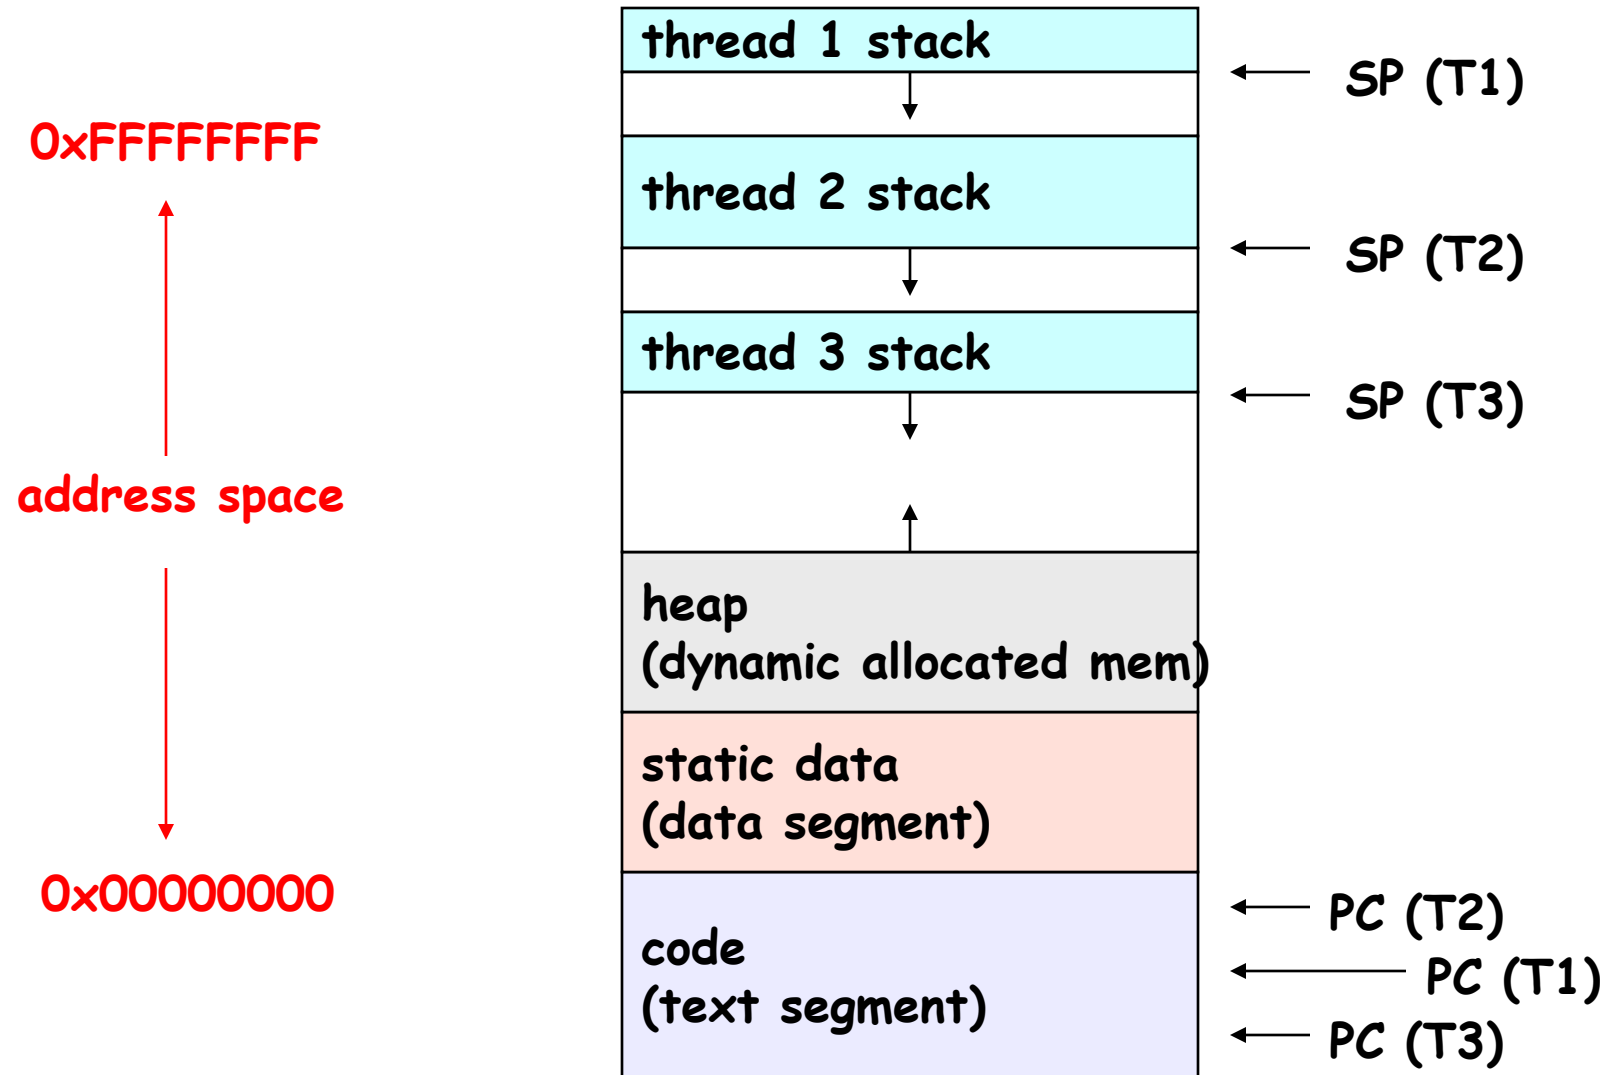 thread 1 stack
SP (T1)
0xFFFFFFFF
thread 2 stack
SP (T2)
thread 3 stack
SP (T3)
address space
heap
(dynamic allocated mem)
static data
(data segment)
0x00000000
code
(text segment)
PC (T2)
PC (T1)
PC (T3)